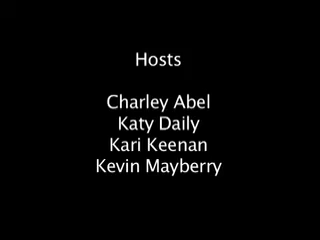 Hosts
Charley Abel
Katy Daily
Kari Keenan
Kevin Mayberry